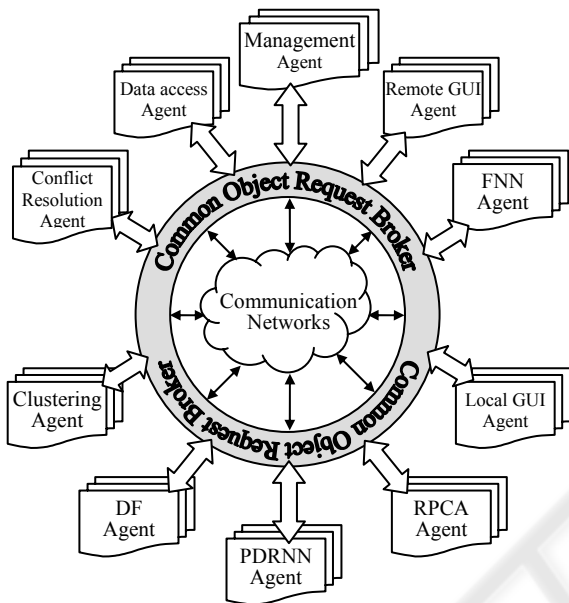 Management
Agent
Data access
Agent
Remote GUI
Agent
Conflict
Resolution
Agent
FNN
Agent
Common Object Request Broker
Communication
Networks
Common Object Request Broker
Clustering
Agent
Local GUI
Agent
DF
Agent
RPCA
Agent
PDRNN
Agent